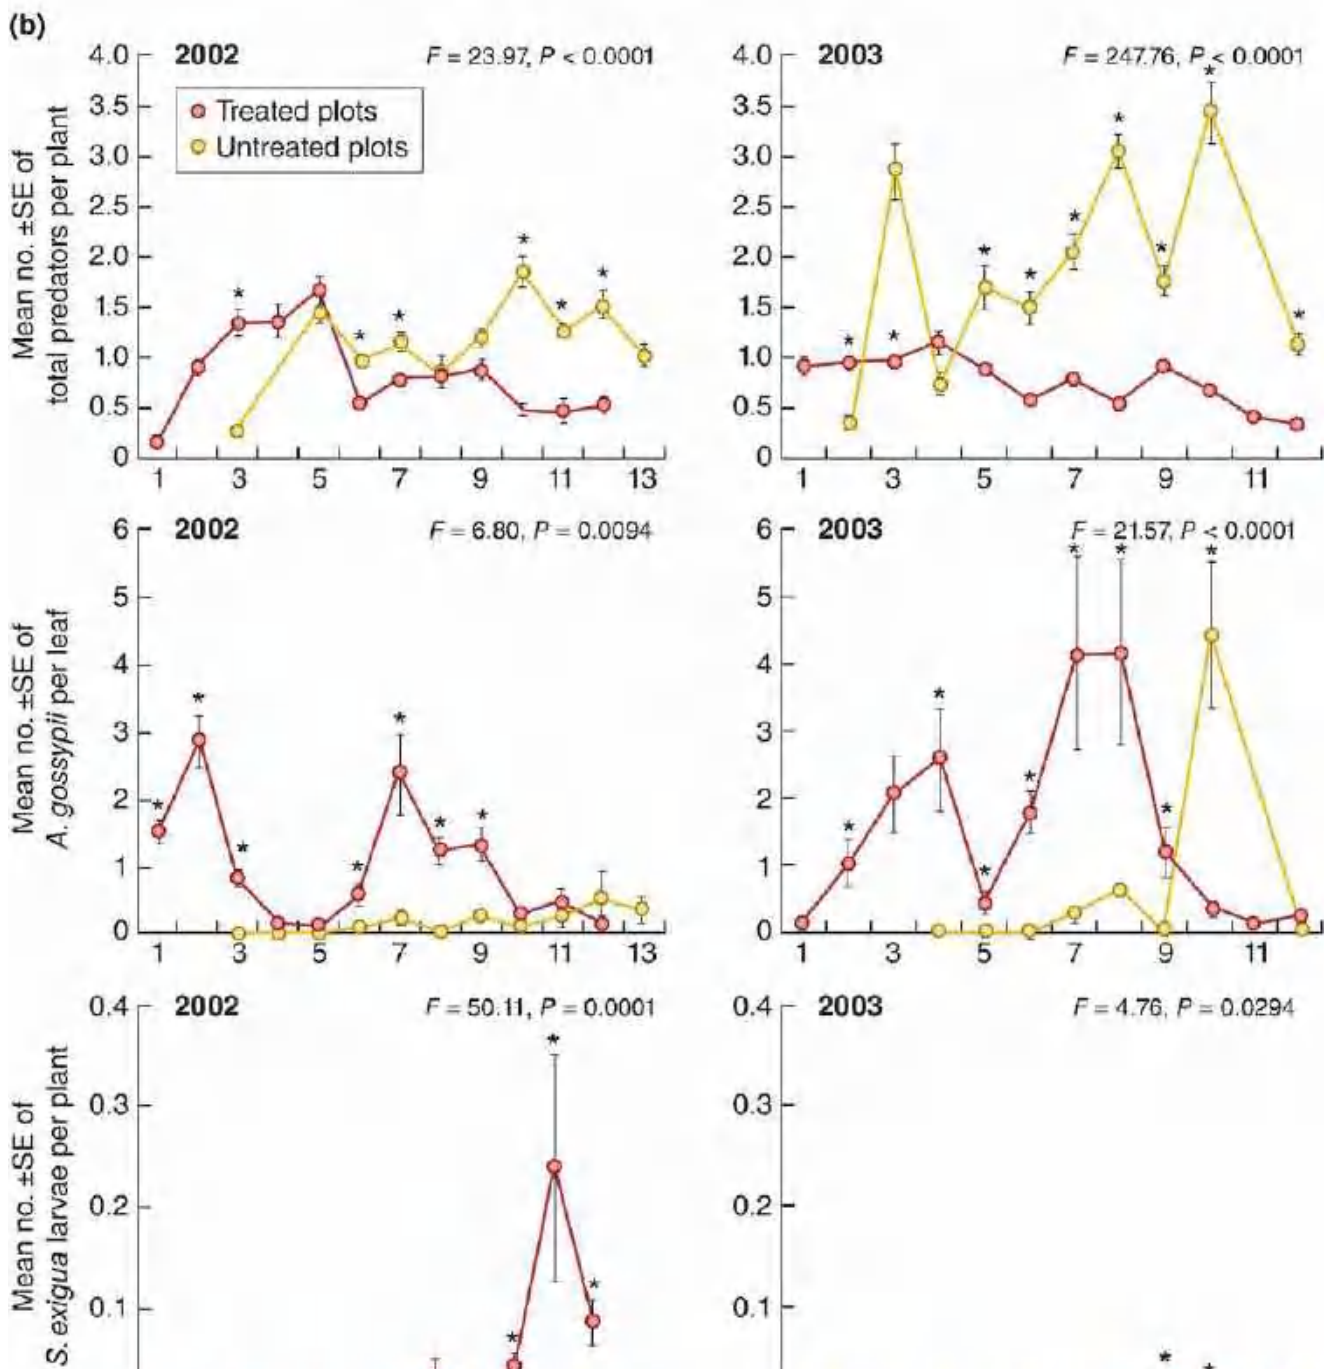 (b)
2002
F = 23.97, P < 0.0001
4.0
3.5
3.0
2.5
2.0
1.5
1.0
0.5
0
Mean no. ±SE of
total predators per plant
Treated plots
Untreated plots
* * * * * *
1 3 5 7 9 11 13
2003
F = 247.76, P < 0.0001
4.0
3.5
3.0
2.5
2.0
1.5
1.0
0.5
0
* * * * * * * * *
1 3 5 7 9 11
2002
F = 6.80, P = 0.0094
6
5
4
3
2
1
0
Mean no. ±SE of
A. gossypii per leaf
* * * * * * *
1 3 5 7 9 11 13
2003
F = 21.57, P < 0.0001
6
5
4
3
2
1
0
* * * * * * * *
1 3 5 7 9 11
2002
F = 50.11, P = 0.0001
0.4
0.3
0.2
0.1
Mean no. ±SE of
S. exigua larvae per plant
* * *
2003
F = 4.76, P = 0.0294
0.4
0.3
0.2
0.1
*